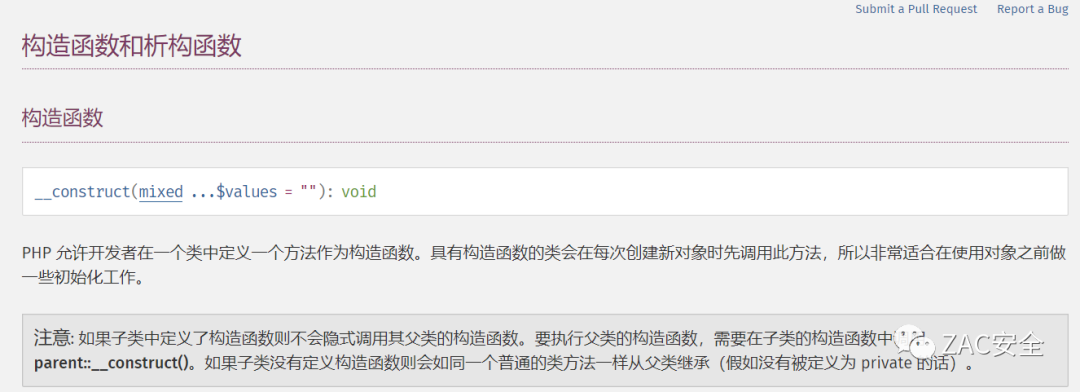 Submit a Pull Request Report a Bug
构造函数和析构函数
构造函数
__construct(mixed ...$values = ""): void
PHP 允许开发者在一个类中定义一个方法作为构造函数。具有构造函数的类会在每次创建新对象时先调用此方法，所以非常适合在使用对象之前做
一些初始化工作。
注意: 如果子类中定义了构造函数则不会隐式调用其父类的构造函数。要执行父类的构造函数，需要在子类的构造函数中
parent::__construct()。如果子类没有定义构造函数则会如同一个普通的类方法一样从父类继承（假如没有被定义为 private 的话）。
ZAC安全